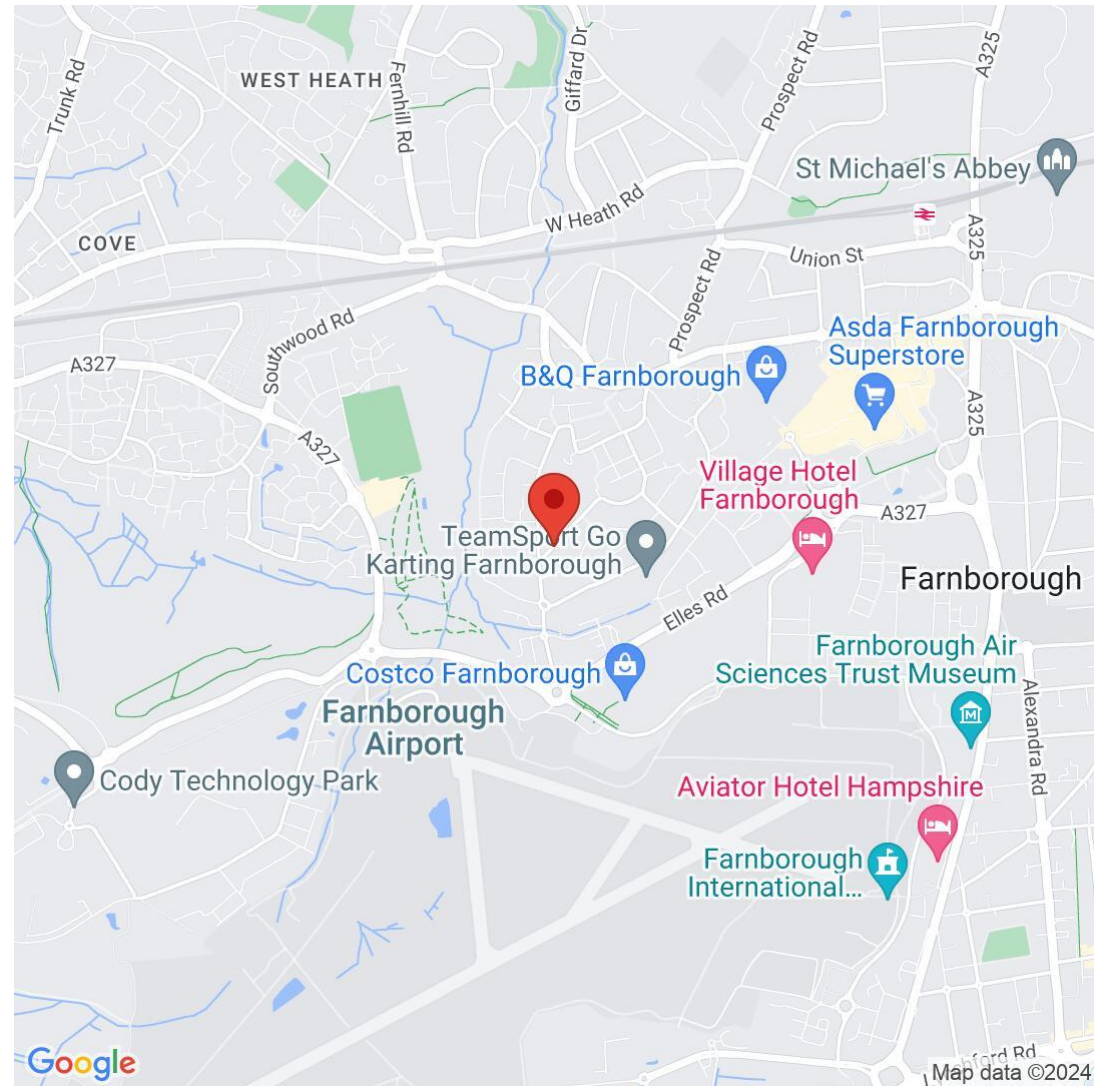 A325
Prospect Rd
Giffard Dr
Trunk Rd
WEST HEATH
Fernhill Rd
St Michael's Abbey
W Heath Rd
COVE
A325
Union St
Prospect Rd
Southwood Rd
Asda Farnborough
Superstore
A327
B&Q Farnborough
A325
A327
Village Hotel
Farnborough
A327
TeamSport Go
Karting Farnborough
Farnborough
Elles Rd
Farnborough Air
Sciences Trust Museum
Costco Farnborough
Farnborough
Airport
Alexandra Rd
Cody Technology Park
Aviator Hotel Hampshire
Farnborough
International...
Rd
Google
Map data ©2024